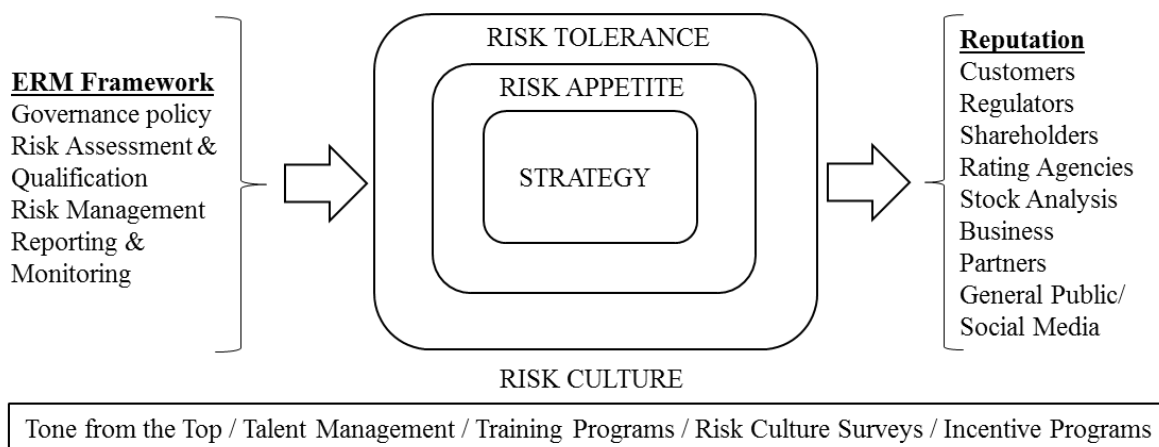 ERM Framework
Governance policy
Risk Assessment &
Qualification
Risk Management
Reporting &
Monitoring
RISK TOLERANCE
RISK APPETITE
STRATEGY
Reputation
Customers
Regulators
Shareholders
Rating Agencies
Stock Analysis
Business
Partners
General Public/
Social Media
RISK CULTURE
Tone from the Top / Talent Management / Training Programs / Risk Culture Surveys / Incentive Programs